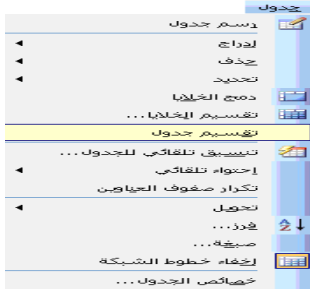 جدول
رسم جدول
إدراج
حذف
تحديد
دمج الخلايا
تقسيم الخلايا...
تقسيم جدول
تنسيق تلقائي للجدول...
إحتواء تلقائي
تكرار صفوف العناوين
تحويل
فرز...
صيغة...
إخفاء خطوط الشبكة
خصائص الجدول...